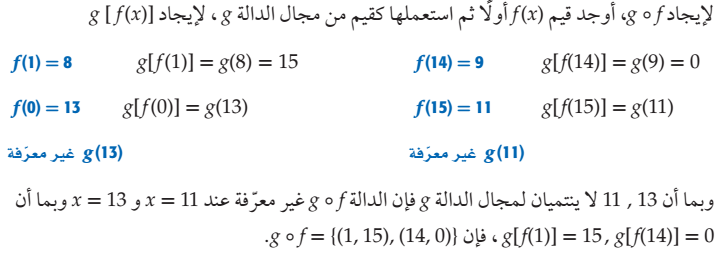 لإيجاد g ∘ f، أوجد قيم f(x) أولًا ثم استعملها كقيم من مجال الدالة g ، لإيجاد g [ f(x)]
f(1) = 8 g[f(1)] = g(8) = 15 f(14) = 9 g[f(14)] = g(9) = 0
f(0) = 13 g[f(0)] = g(13) f(15) = 11 g[f(15)] = g(11)
g(13) غير معرّفة g(11) غير معرّفة
وبما أن 13 , 11 لا ينتميان لمجال الدالة g فإن الدالة g ∘ f غير معرّفة عند x = 11 و x = 13 وبما أن
g[f(1)] = 15 , g[f(14)] = 0 ، فإن g ∘ f = {(1, 15), (14, 0)}.